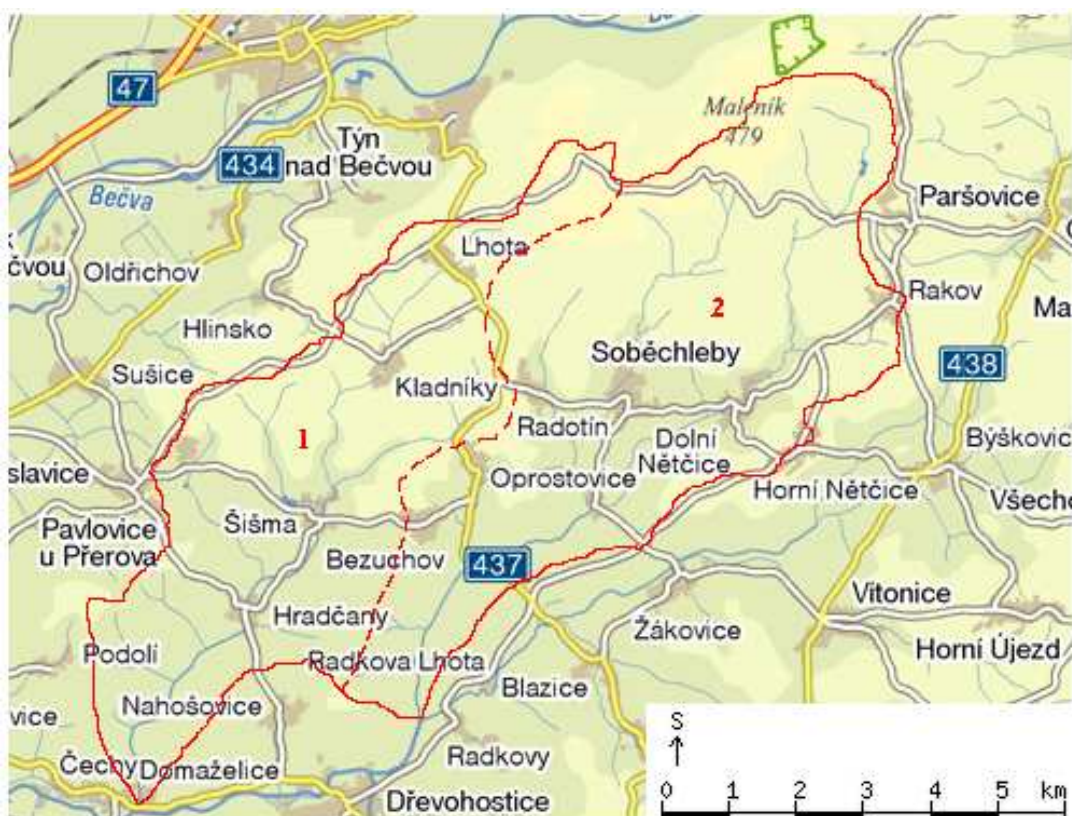 47
Maleník
479
Týn
nad Bečvou
434
Bečva
Paršovice
Lhota
čvou
Oldřichov
Rakov
Ma
Hlinsko
2
Soběchleby
438
Sušice
Kladníky
1
Radotín
Dolní
Nětčice
Býškovic
slavice
Oprostovice
Horní Nětčice
Všech
Šišma
Pavlovice
u Přerova
Bezuchov
437
Vítonice
Hradčany
Žákovice
Horní Újezd
Podolí
Radkova Lhota
Blazice
Nahošovice
vice
S
Radkovy
Čechy
Domaželice
0 1 2 3 4 5 km
Dřevohostice